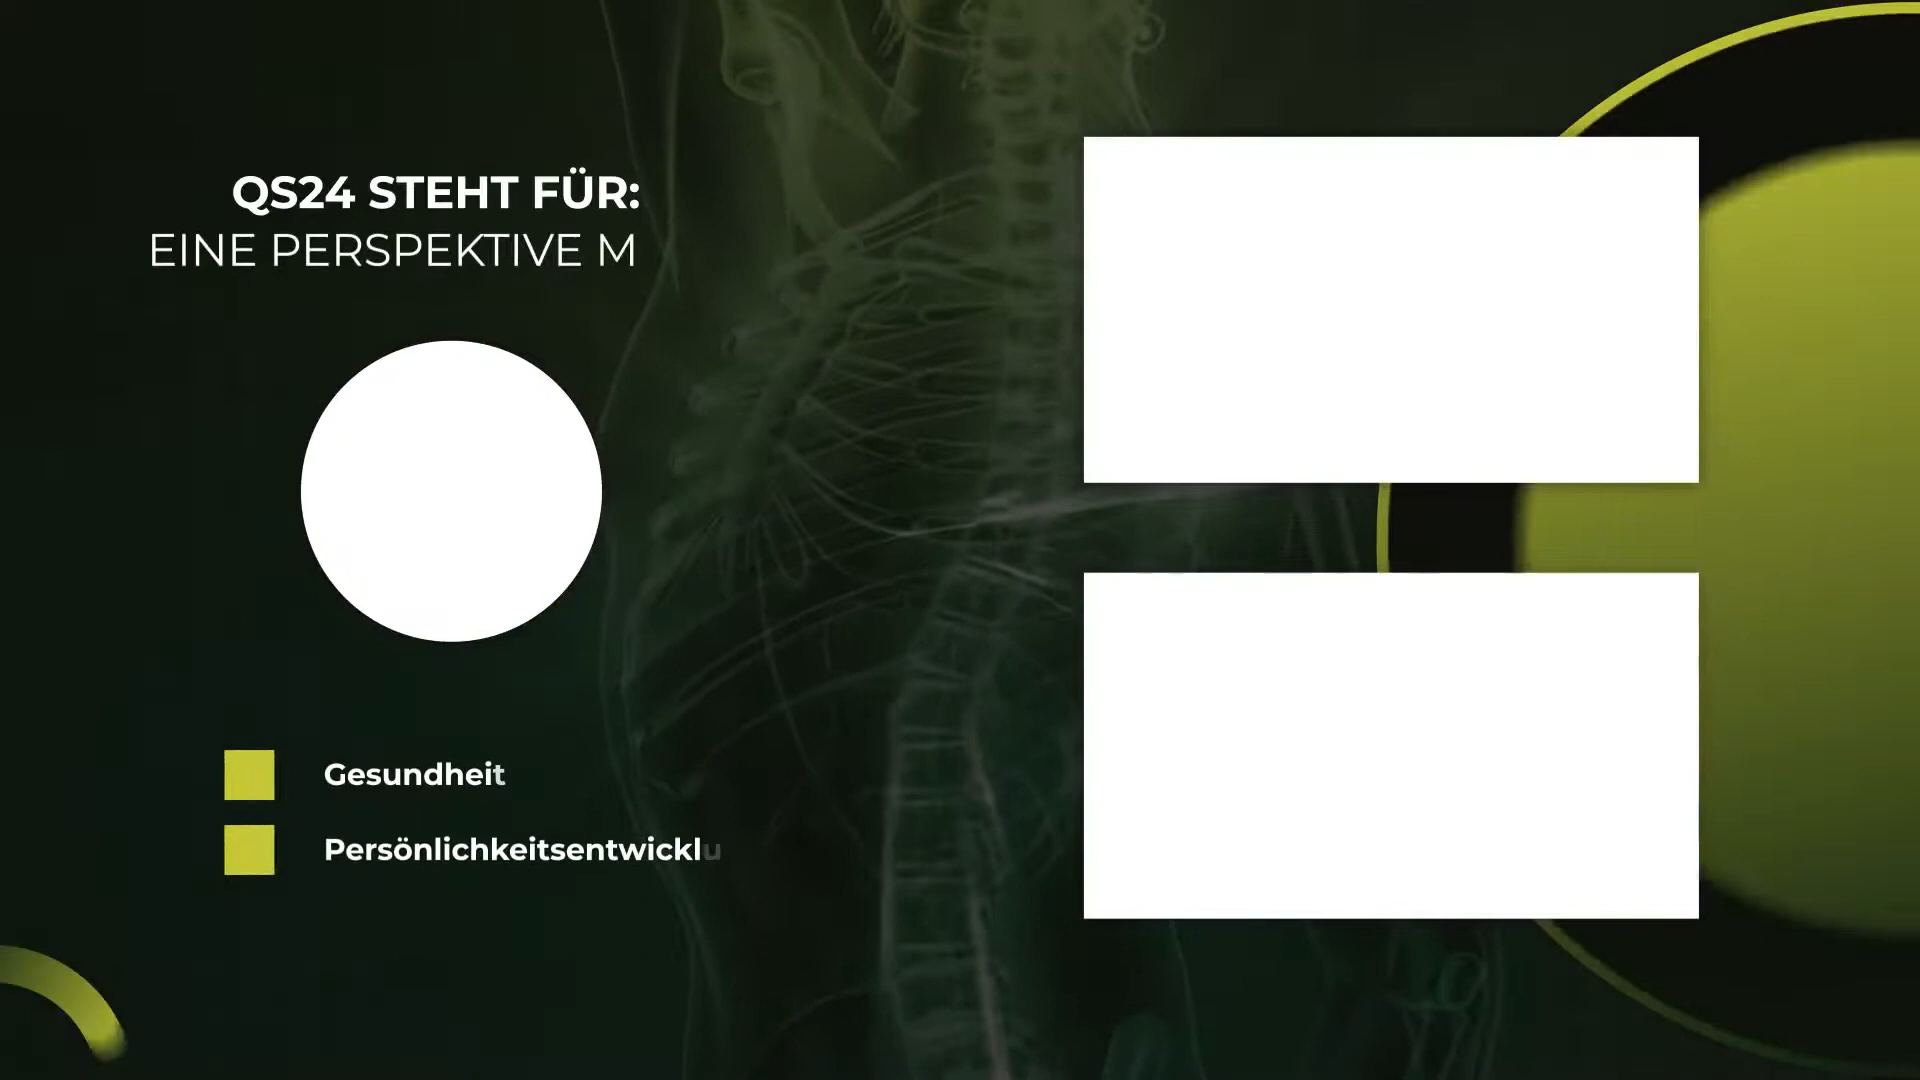 QS24 STEHT FÜR:
EINE PERSPEKTIVE M
Gesundheit
Persönlichkeitsentwicklu